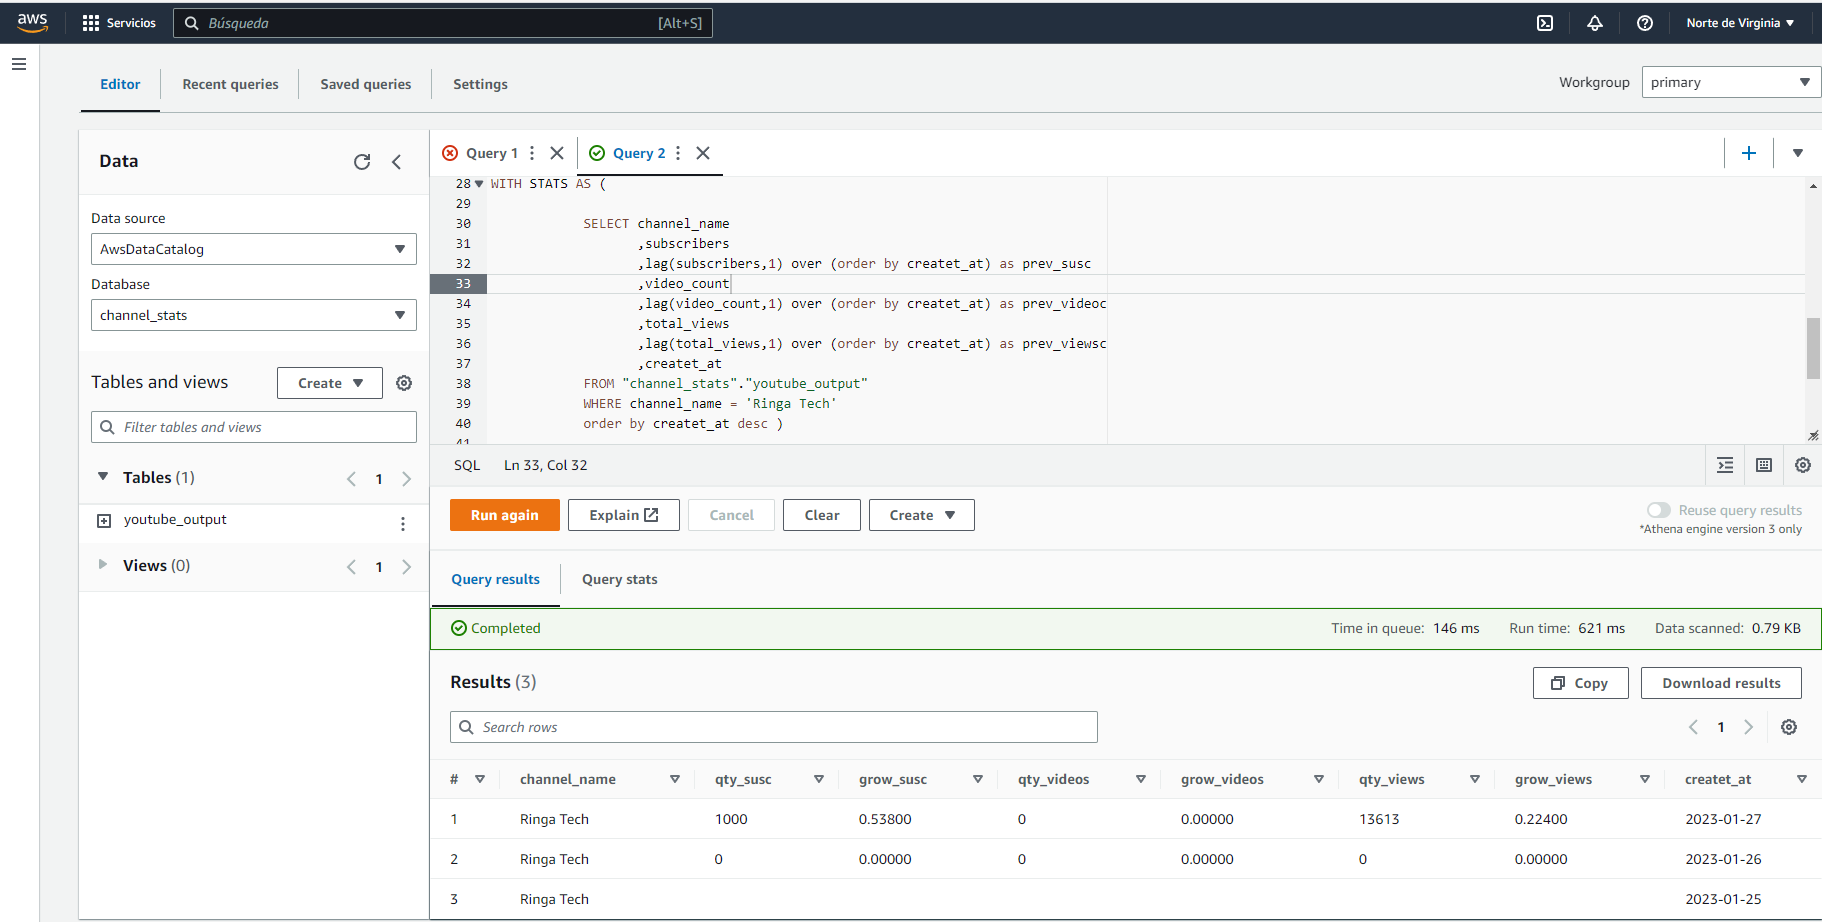 aws
Servicios
Búsqueda
[Alt+S]
Norte de Virginia
Editor
Recent queries
Saved queries
Settings
Workgroup
primary
Data
Data source
AwsDataCatalog
Database
channel_stats
Tables and views
Create
Filter tables and views
Tables (1)
1
youtube_output
Views (0)
1
Query 1
Query 2
28 WITH STATS AS (
29
30 SELECT channel_name
31 ,subscribers
32 ,lag(subscribers,1) over (order by createt_at) as prev_susc
33 ,video_count
34 ,lag(video_count,1) over (order by createt_at) as prev_videoc
35 ,total_views
36 ,lag(total_views,1) over (order by createt_at) as prev_viewsc
37 ,createt_at
38 FROM "channel_stats"."youtube_output"
39 WHERE channel_name = 'Ringa Tech'
40 order by createt_at desc )
41
SQL Ln 33, Col 32
Run again
Explain
Cancel
Clear
Create
Reuse query results
*Athena engine version 3 only
Query results
Query stats
Completed
Time in queue: 146 ms
Run time: 621 ms
Data scanned: 0.79 KB
Results (3)
Copy
Download results
Search rows
1
# channel_name qty_susc grow_susc qty_videos grow_videos qty_views grow_views createt_at
1 Ringa Tech 1000 0.53800 0 0.00000 13613 0.22400 2023-01-27
2 Ringa Tech 0 0.00000 0 0.00000 0 0.00000 2023-01-26
3 Ringa Tech 2023-01-25